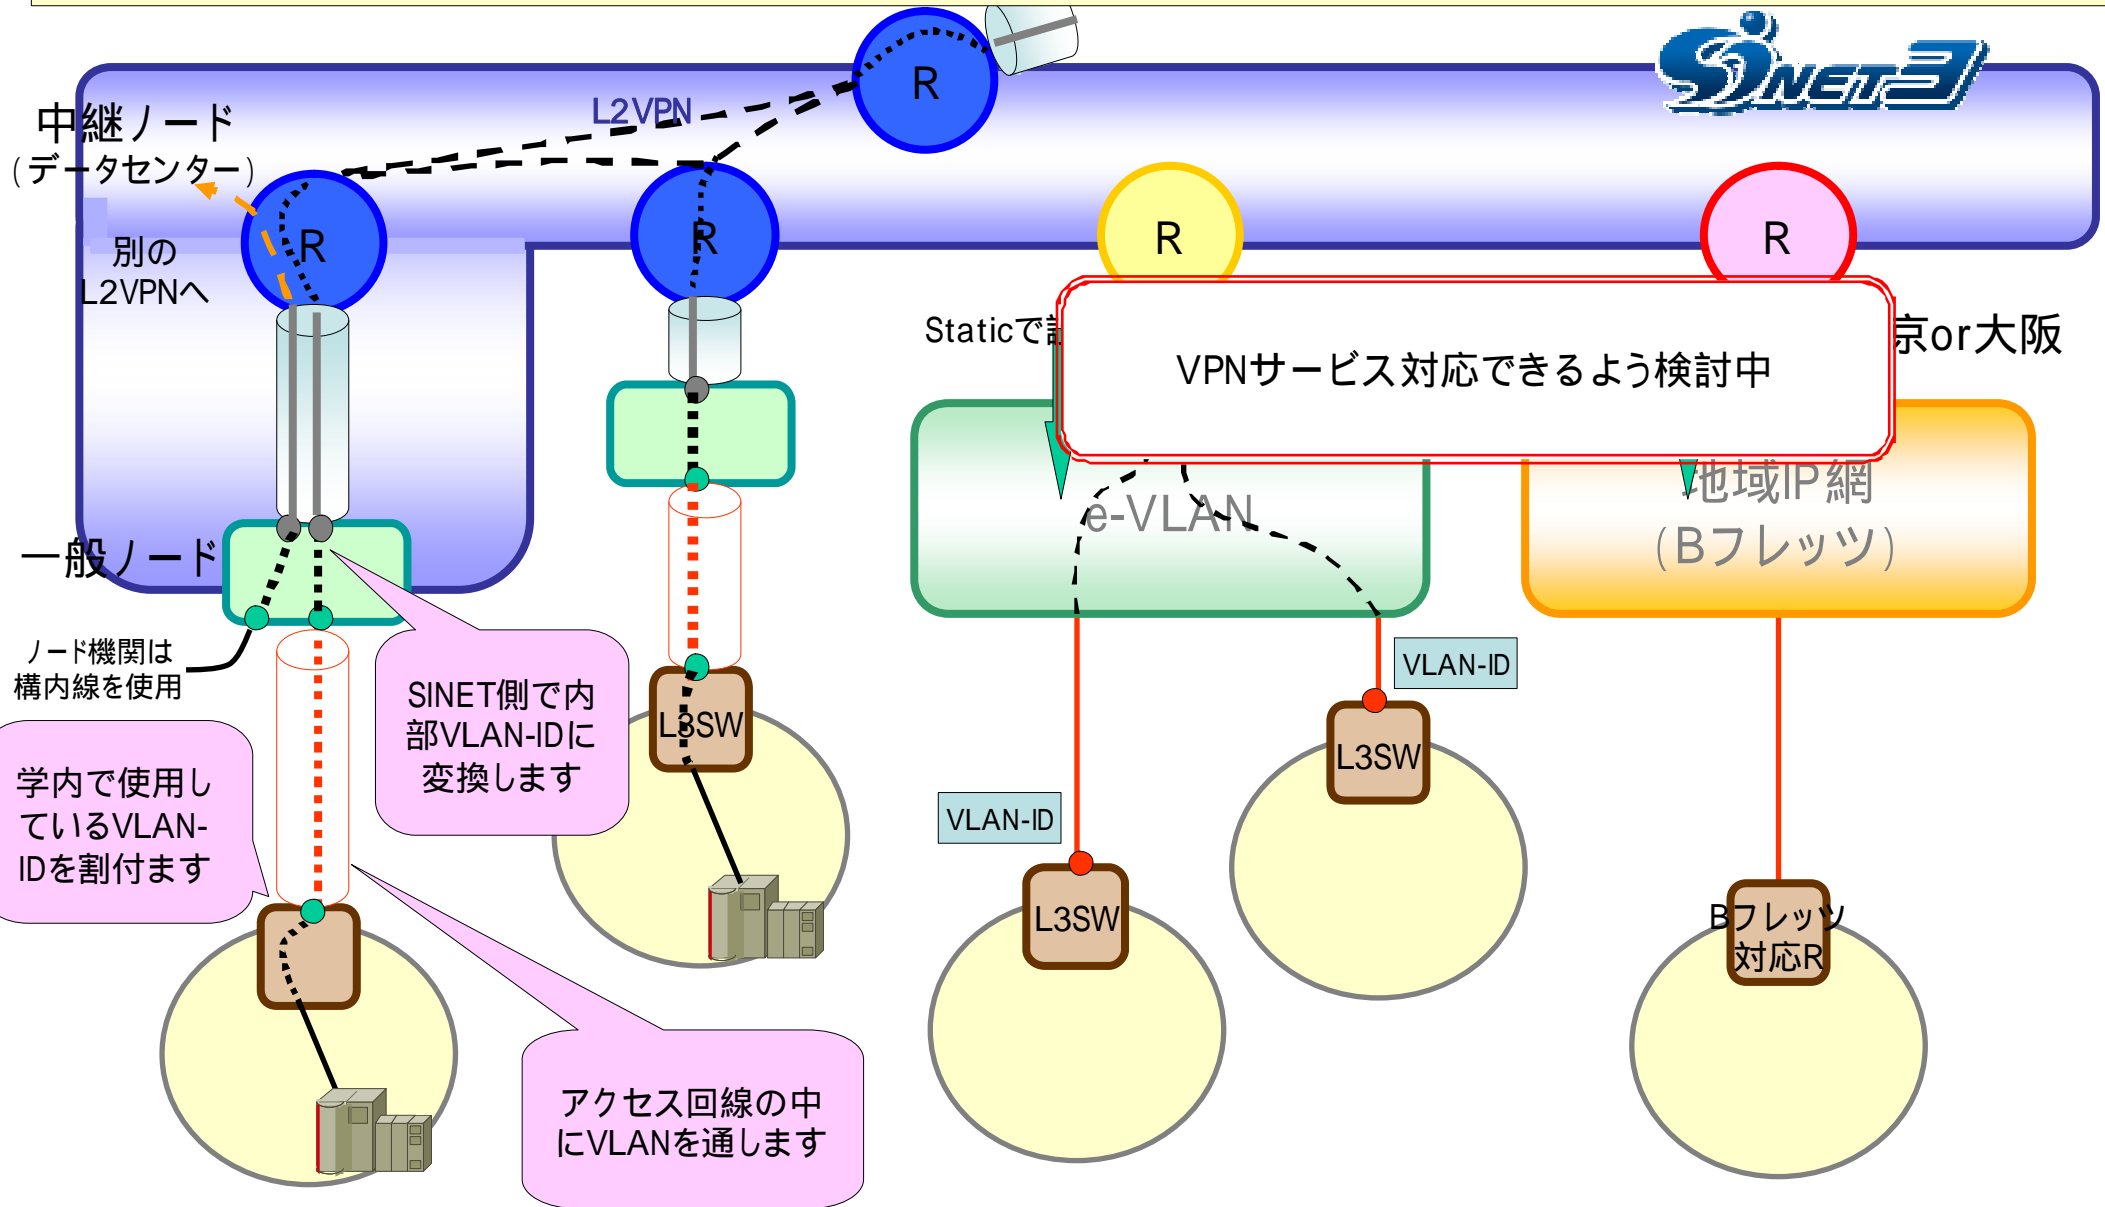 SINET3
R
L2VPN
中継ノード
(データセンター)
R
R
R
R
別の
L2VPNへ
Staticで
京or大阪
VPNサービス対応できるよう検討中
e-VLAN
地域IP網
(Bフレッツ)
一般ノード
ノード機関は
構内線を使用
SINET側で内
部VLAN-IDに
変換します
L3SW
VLAN-ID
L3SW
学内で使用し
ているVLAN-
IDを割付ます
VLAN-ID
L3SW
Bフレッツ
対応R
アクセス回線の中
にVLANを通します